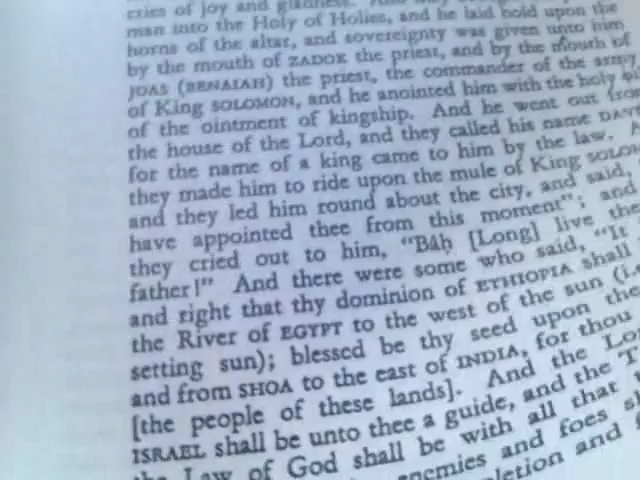 cries of joy and gladness. And they
man into the Holy of Holies, and he laid hold upon the
horns of the altar, and sovereignty was given unto him
by the mouth of ZADOK the priest, and by the mouth of
JOAS (BENAIAH) the priest, the commander of the army
of King SOLOMON, and he anointed him with the holy
of the ointment of kingship. And he went out from
the house of the Lord, and they called his name
for the name of a king came to him by the law.
they made him to ride upon the mule of King
and they led him round about the city, and said,
have appointed thee from this moment"; and
they cried out to him, "Bâḥ [Long] live the
father!" And there were some who said, "It
and right that thy dominion of ETHIOPIA shall
the River of EGYPT to the west of the sun (i.
setting sun); blessed be thy seed upon the
and from SHOA to the east of INDIA, for thou
[the people of these lands]. And the
ISRAEL shall be unto thee a guide, and the
the Law of God shall be with all that
enemies and foes
and